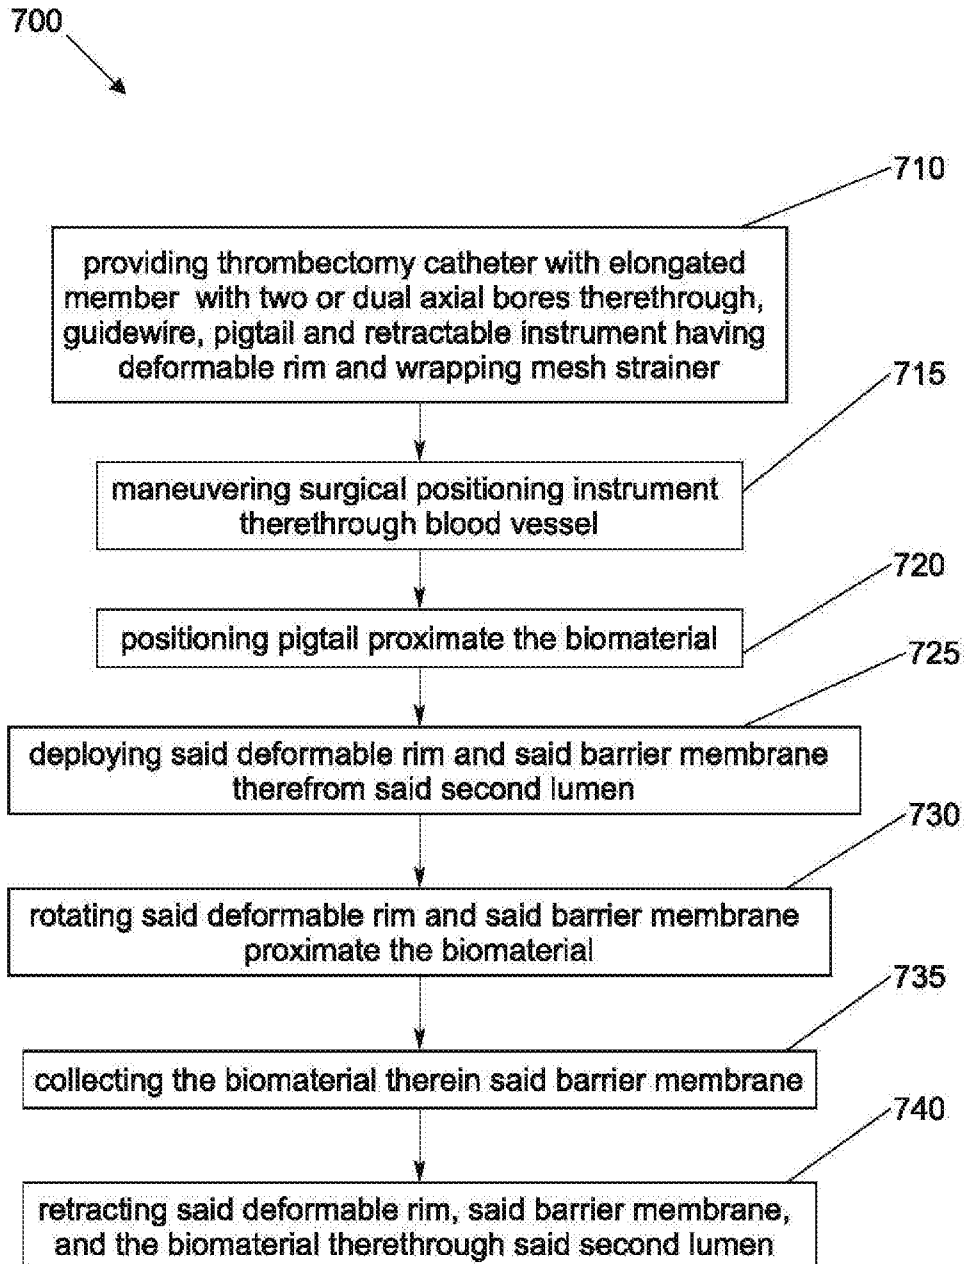 700
710
providing thrombectomy catheter with elongated
member with two or dual axial bores therethrough,
guidewire, pigtail and retractable instrument having
deformable rim and wrapping mesh strainer
715
maneuvering surgical positioning instrument
therethrough blood vessel
720
positioning pigtail proximate the biomaterial
725
deploying said deformable rim and said barrier membrane
therefrom said second lumen
730
rotating said deformable rim and said barrier membrane
proximate the biomaterial
735
collecting the biomaterial therein said barrier membrane
740
retracting said deformable rim, said barrier membrane,
and the biomaterial therethrough said second lumen